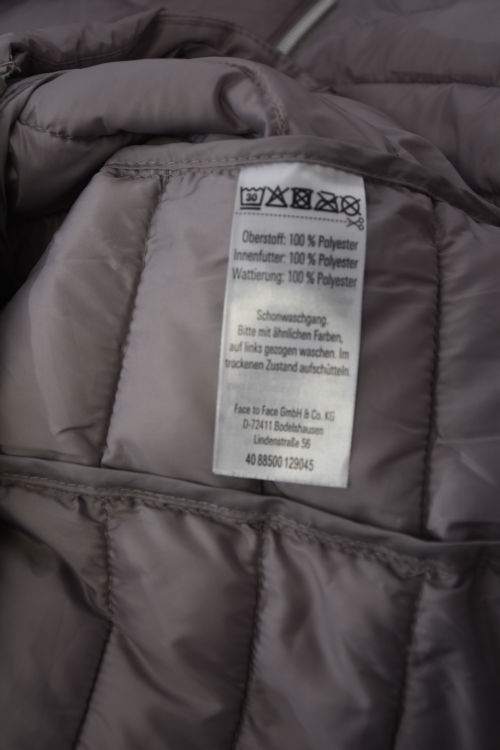 30
Oberstoff: 100 % Polyester
Innenfutter: 100 % Polyester
Wattierung: 100 % Polyester
Schonwaschgang.
Bitte mit ähnlichen Farben,
auf links gezogen waschen. Im
trockenen Zustand aufschütteln.
Face to Face GmbH & Co. KG
D-72411 Bodelshausen
Lindenstraße 56
40 88500 129045